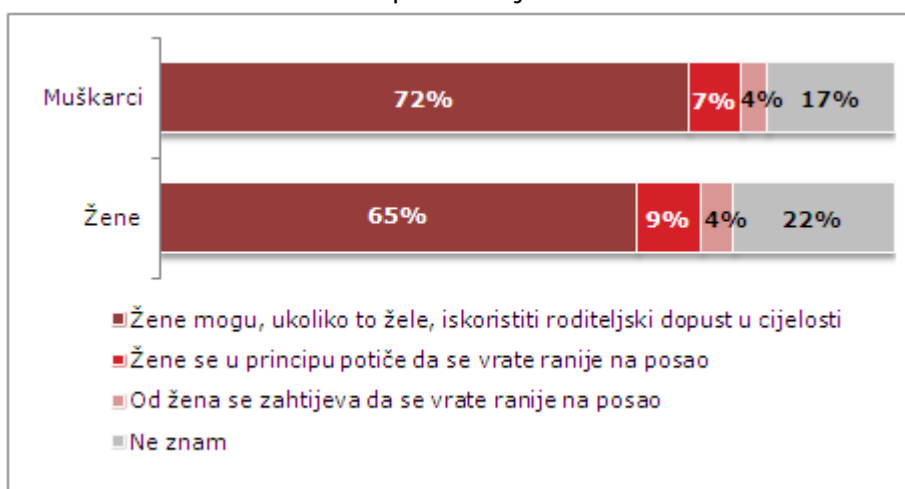 Muškarci
72% 7% 4% 17%
Žene
65% 9% 4% 22%
Žene mogu, ukoliko to žele, iskoristiti roditeljski dopust u cijelosti
Žene se u principu potiče da se vrate ranije na posao
Od žena se zahtijeva da se vrate ranije na posao
Ne znam